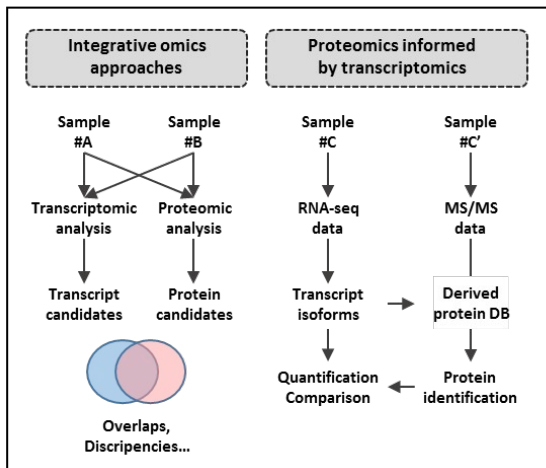 Integrative omics
approaches
Proteomics informed
by transcriptomics
Sample
#A
Sample
#B
Transcriptomic
analysis
Proteomic
analysis
Transcript
candidates
Protein
candidates
Overlaps,
Discripencies...
Sample
#C
Sample
#C'
RNA-seq
data
MS/MS
data
Transcript
isoforms
Derived
protein DB
Quantification
Comparison
Protein
identification